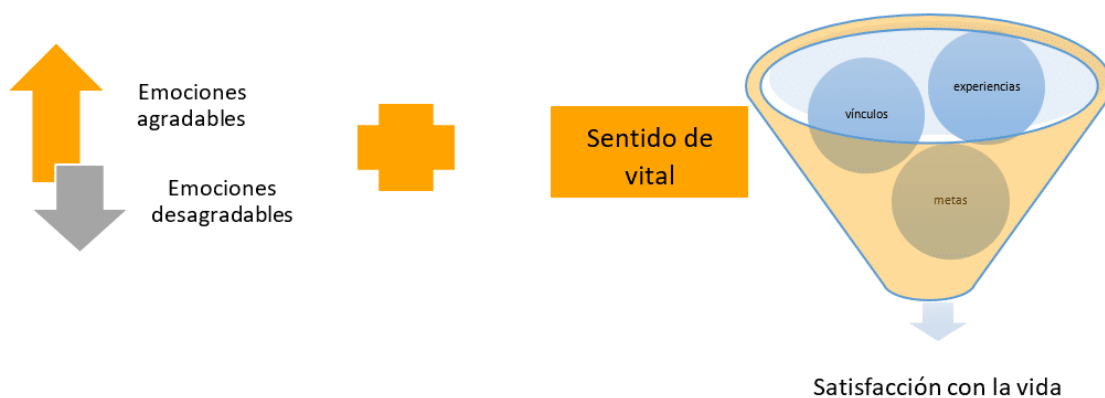 Emociones
agradables
Emociones
desagradables
Sentido de
vital
vínculos
experiencias
metas
Satisfacción con la vida